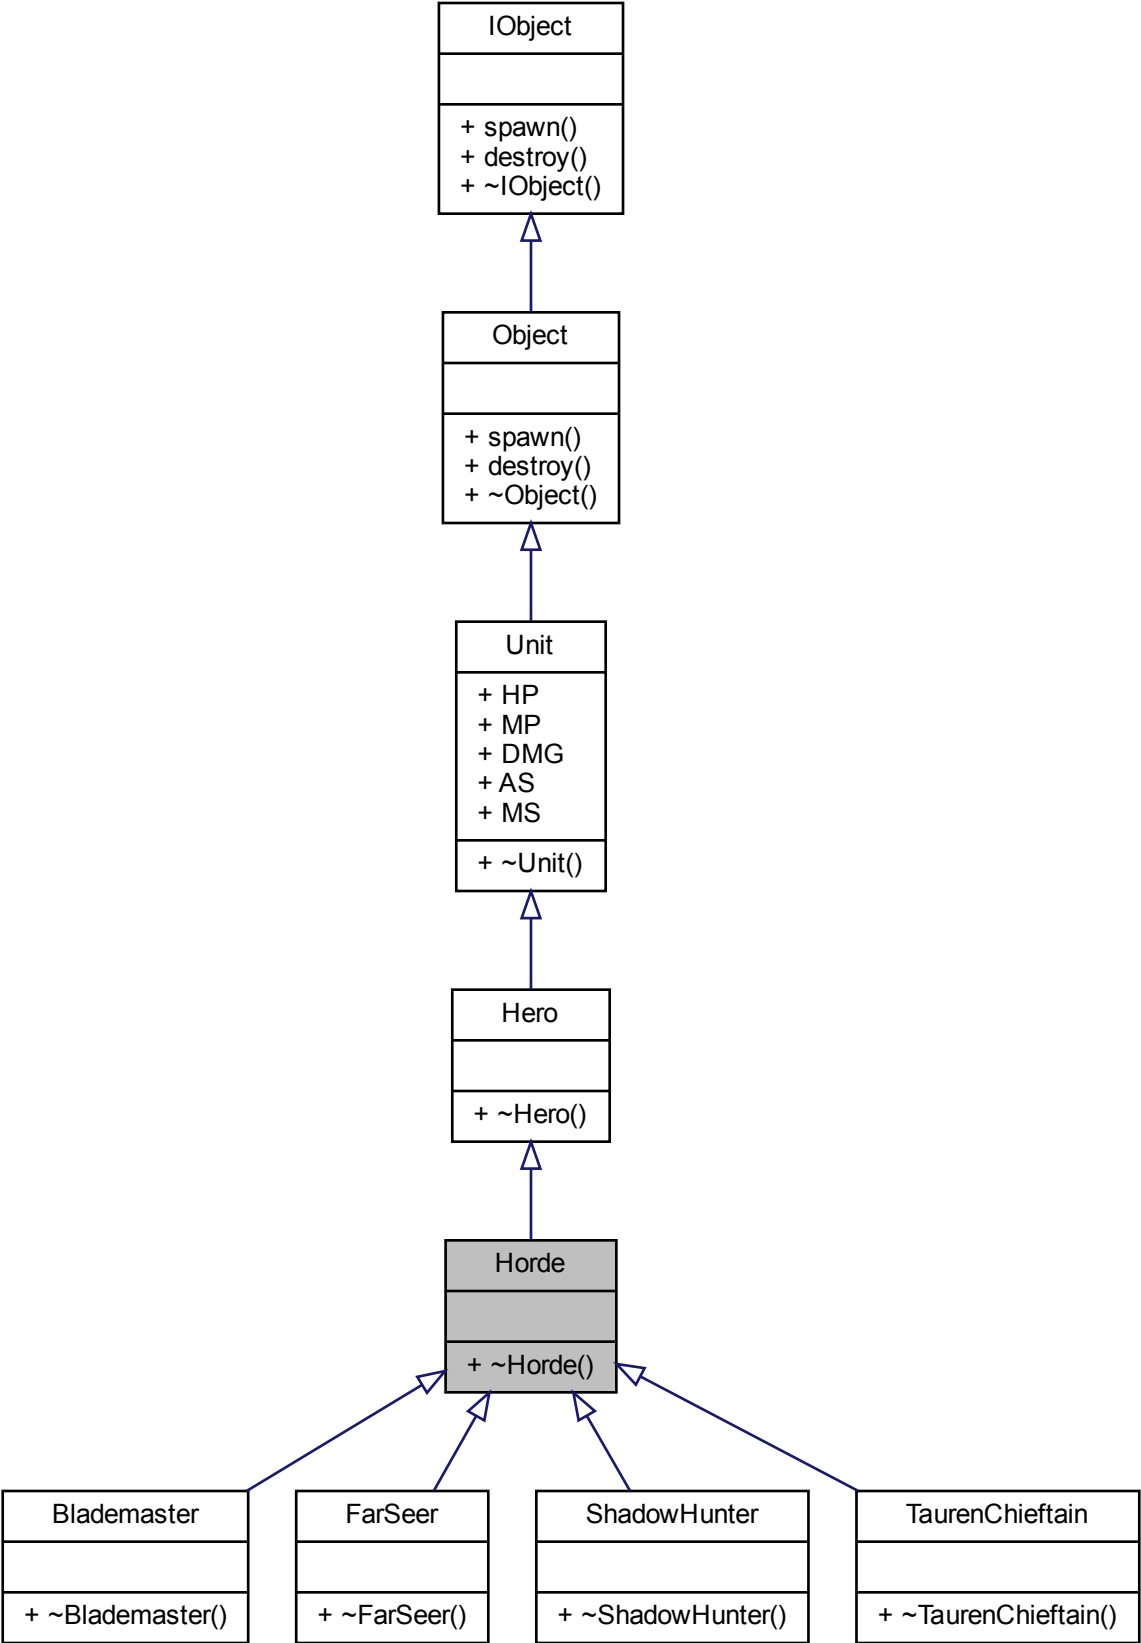 IObject
+ spawn()
+ destroy()
+ ~IObject()
Object
+ spawn()
+ destroy()
+ ~Object()
Unit
+ HP
+ MP
+ DMG
+ AS
+ MS
+ ~Unit()
Hero
+ ~Hero()
Horde
+ ~Horde()
Blademaster
+ ~Blademaster()
FarSeer
+ ~FarSeer()
ShadowHunter
+ ~ShadowHunter()
TaurenChieftain
+ ~TaurenChieftain()